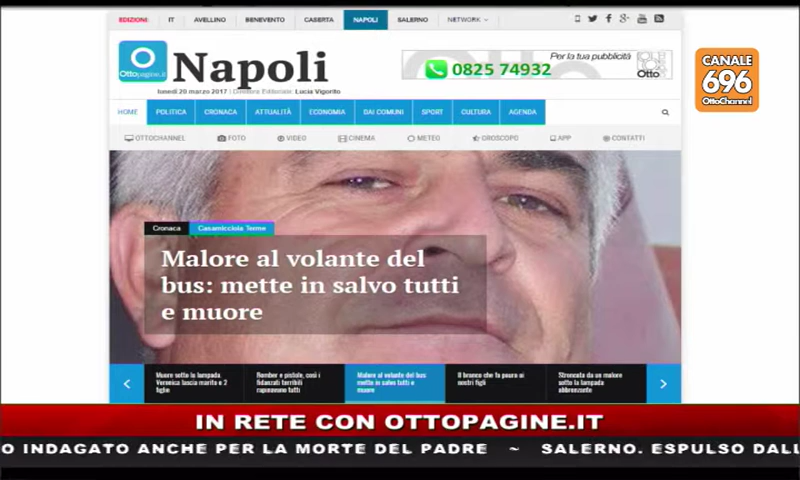 EDIZIONI: IT AVELLINO BENEVENTO CASERTA NAPOLI SALERNO NETWORK
Ottopagine.it
Napoli
lunedì 20 marzo 2017 | Direttore Editoriale: Lucia Vigorito
Per la tua pubblicità
0825 74932
Otto
CANALE
696
OttoChannel
HOME POLITICA CRONACA ATTUALITÀ ECONOMIA DAI COMUNI SPORT CULTURA AGENDA
OTTOCHANNEL FOTO VIDEO CINEMA METEO OROSCOPO APP CONTATTI
Cronaca Casamicciola Terme
Malore al volante del
bus: mette in salvo tutti
e muore
Muore sotto la lampada.
Veronica lascia marito e 2
figlie
Bomber e pistole, così i
fidanzati terribili
rapinavano tutti
Malore al volante del bus:
mette in salvo tutti e
muore
Il branco che fa paura ai
nostri figli
Stroncata da un malore
sotto la lampada
abbronzante
IN RETE CON OTTOPAGINE.IT
O INDAGATO ANCHE PER LA MORTE DEL PADRE ~ SALERNO. ESPULSO DALL